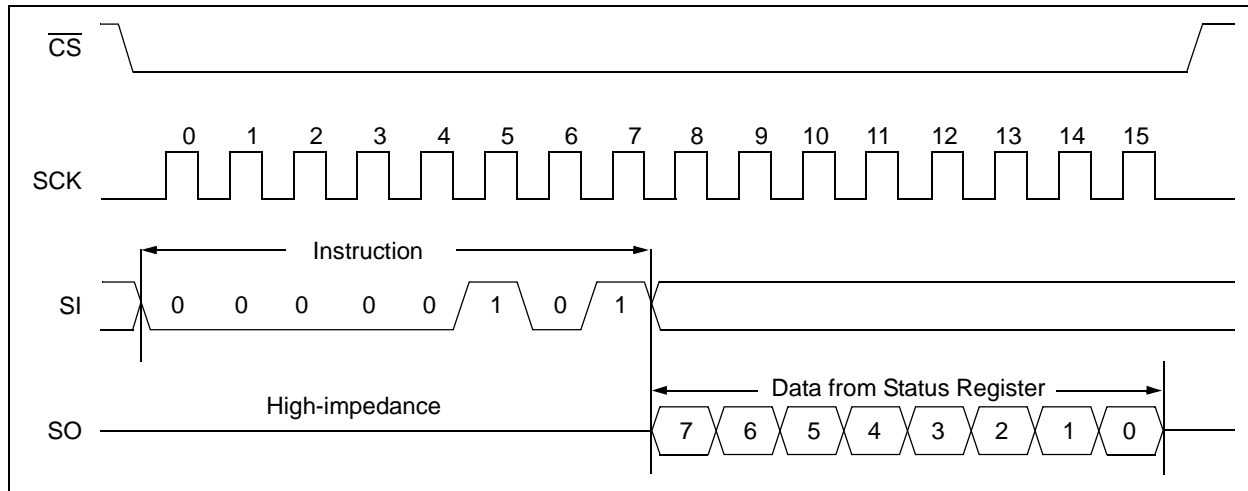 CS
0 1 2 3 4 5 6 7 8 9 10 11 12 13 14 15
SCK
Instruction
SI 0 0 0 0 0 1 0 1
Data from Status Register
High-impedance
SO 7 6 5 4 3 2 1 0